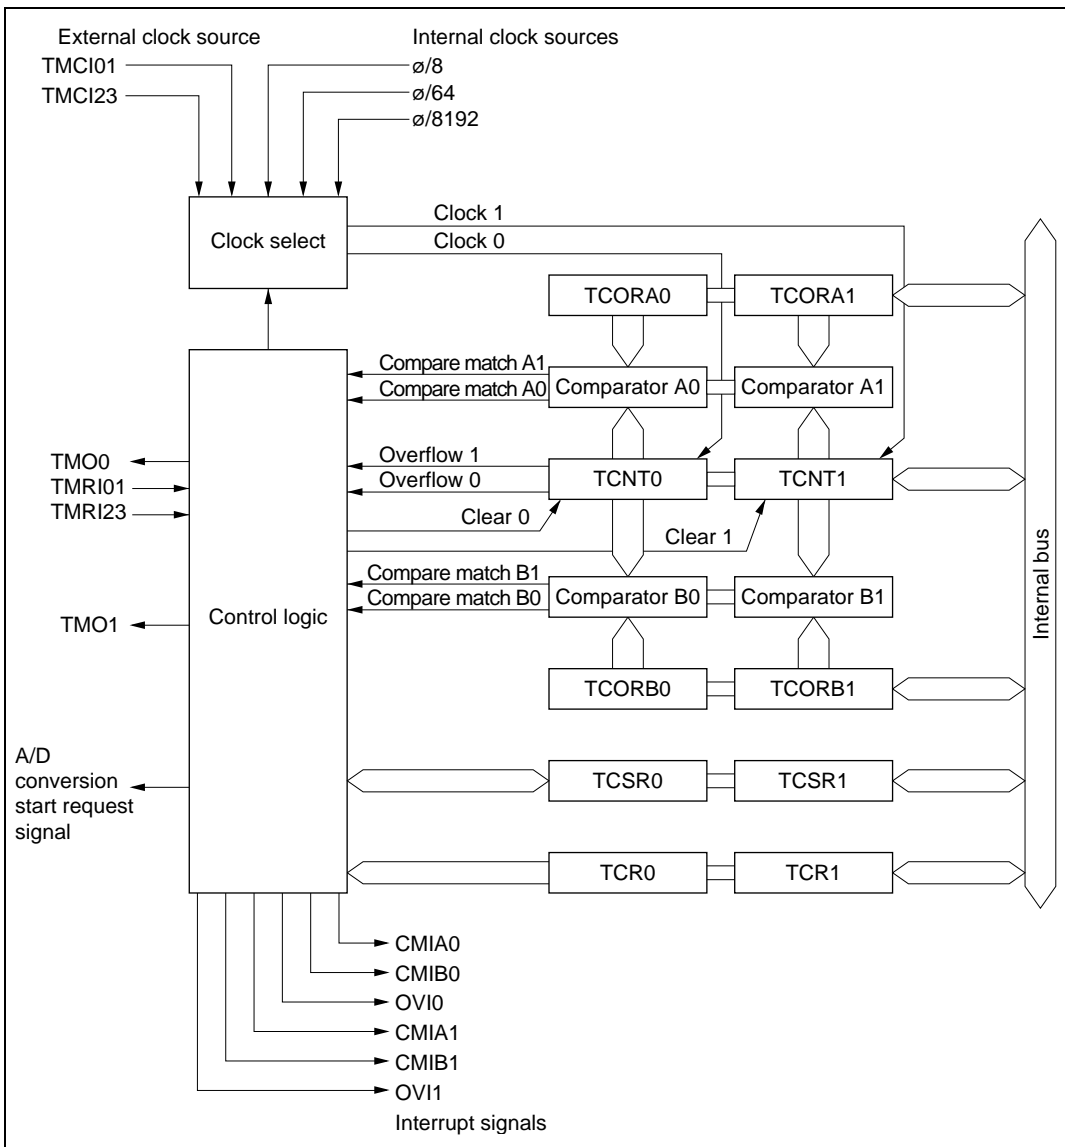 External clock source
Internal clock sources
TMCI01
ø/8
TMCI23
ø/64
ø/8192
Clock select
Clock 1
Clock 0
TCORA0
TCORA1
Compare match A1
Compare match A0
Comparator A0
Comparator A1
TMO0
TMRI01
TMRI23
Overflow 1
Overflow 0
TCNT0
TCNT1
Clear 0
Clear 1
Compare match B1
Compare match B0
Comparator B0
Comparator B1
Control logic
TMO1
Internal bus
TCORB0
TCORB1
A/D
conversion
start request
signal
TCSR0
TCSR1
TCR0
TCR1
CMIA0
CMIB0
OVI0
CMIA1
CMIB1
OVI1
Interrupt signals